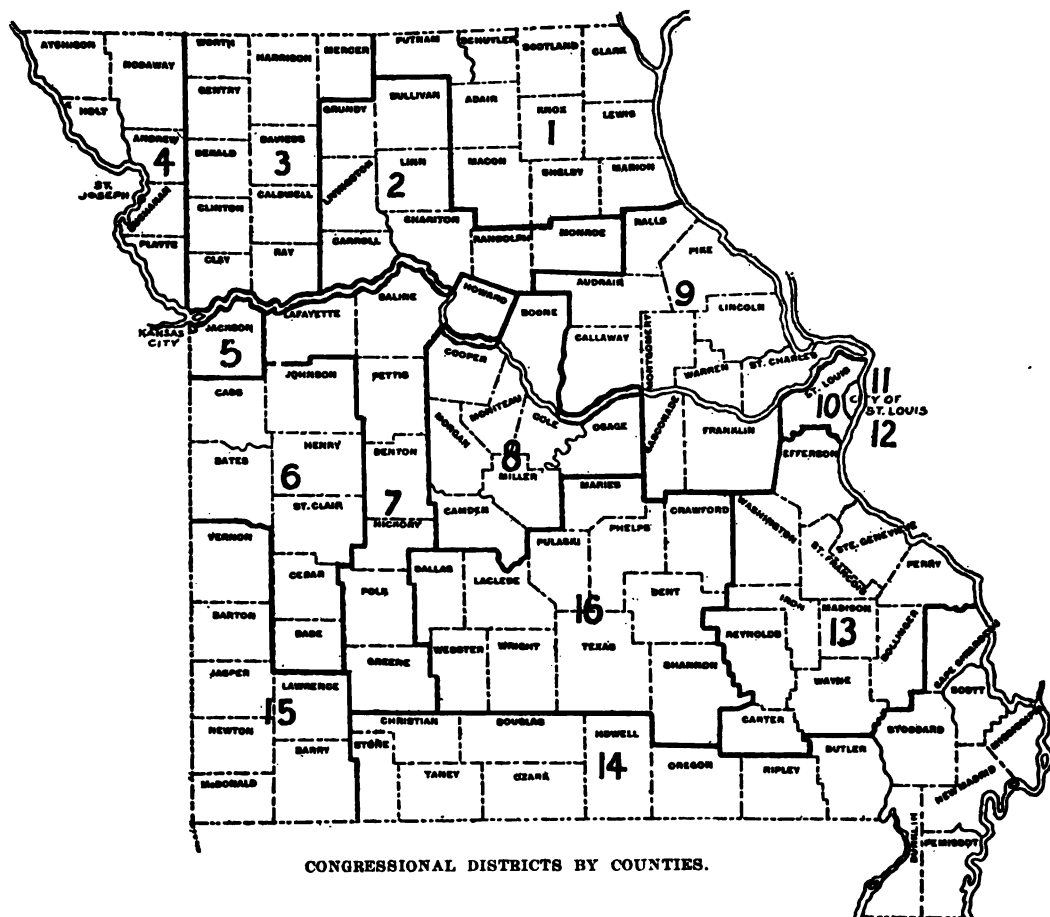 ATCHISON
NODAWAY
WORTH
HARRISON
MERCER
PUTNAM
SCHUYLER
SCOTLAND
CLARK
GENTRY
HOLT
GRUNDY
SULLIVAN
ADAIR
KNOX
LEWIS
1
ANDREW
4
DEKALB
DAVIESS
3
LINN
2
LIVINGSTON
MACON
SHELBY
MARION
ST.
JOSEPH
BUCHANAN
CLINTON
CALDWELL
CHARITON
PLATTE
CLAY
RAY
CARROLL
RANDOLPH
MONROE
RALLS
PIKE
AUDRAIN
9
LINCOLN
KANSAS
CITY
JACKSON
5
LAFAYETTE
SALINE
HOWARD
BOONE
CALLAWAY
MONTGOMERY
WARREN
ST. CHARLES
CASS
JOHNSON
PETTIS
COOPER
MONITEAU
COLE
OSAGE
GASCONADE
FRANKLIN
ST. LOUIS
10
11
CITY OF
ST. LOUIS
12
EFFERSON
BATES
HENRY
6
BENTON
7
MORGAN
8
MILLER
MARIES
ST. CLAIR
HICKORY
CAMDEN
PULASKI
PHELPS
CRAWFORD
WASHINGTON
ST. FRANCOIS
STE. GENEVIEVE
PERRY
VERNON
CEDAR
POLK
DALLAS
LACLEDE
16
DENT
IRON
MADISON
13
BOLLINGER
CAPE GIRARDEAU
BARTON
DADE
GREENE
WEBSTER
WRIGHT
TEXAS
SHANNON
REYNOLDS
WAYNE
SCOTT
JASPER
LAWRENCE
15
NEWTON
BARRY
CHRISTIAN
STONE
DOUGLAS
HOWELL
14
CARTER
BUTLER
STODDARD
MISSISSIPPI
McDONALD
TANEY
OZARK
OREGON
RIPLEY
NEW MADRID
DUNKLIN
PEMISCOT
CONGRESSIONAL DISTRICTS BY COUNTIES.